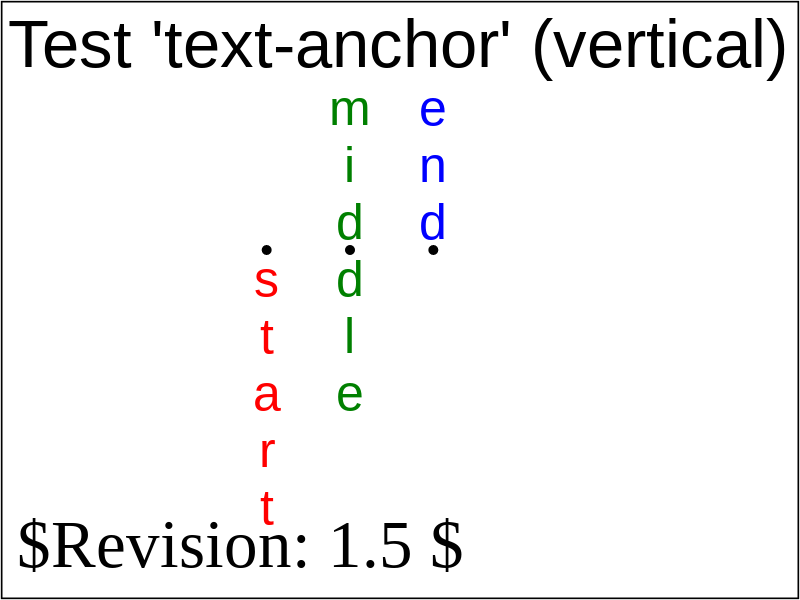 Test 'text-anchor' (vertical)
start
middle
end
$Revision: 1.5 $